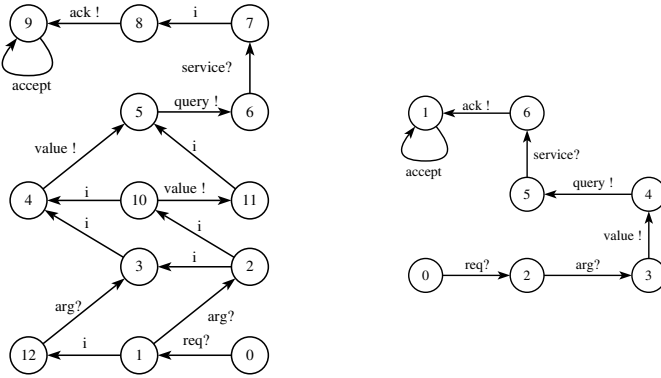 9 ack ! 8 i 7
accept
service?
5 query ! 6
value ! i
4 i 10 value ! 11
i i
3 i 2
arg? arg?
12 i 1 req? 0
1 ack ! 6
accept
service?
5 query ! 4
value !
0 req? 2 arg? 3